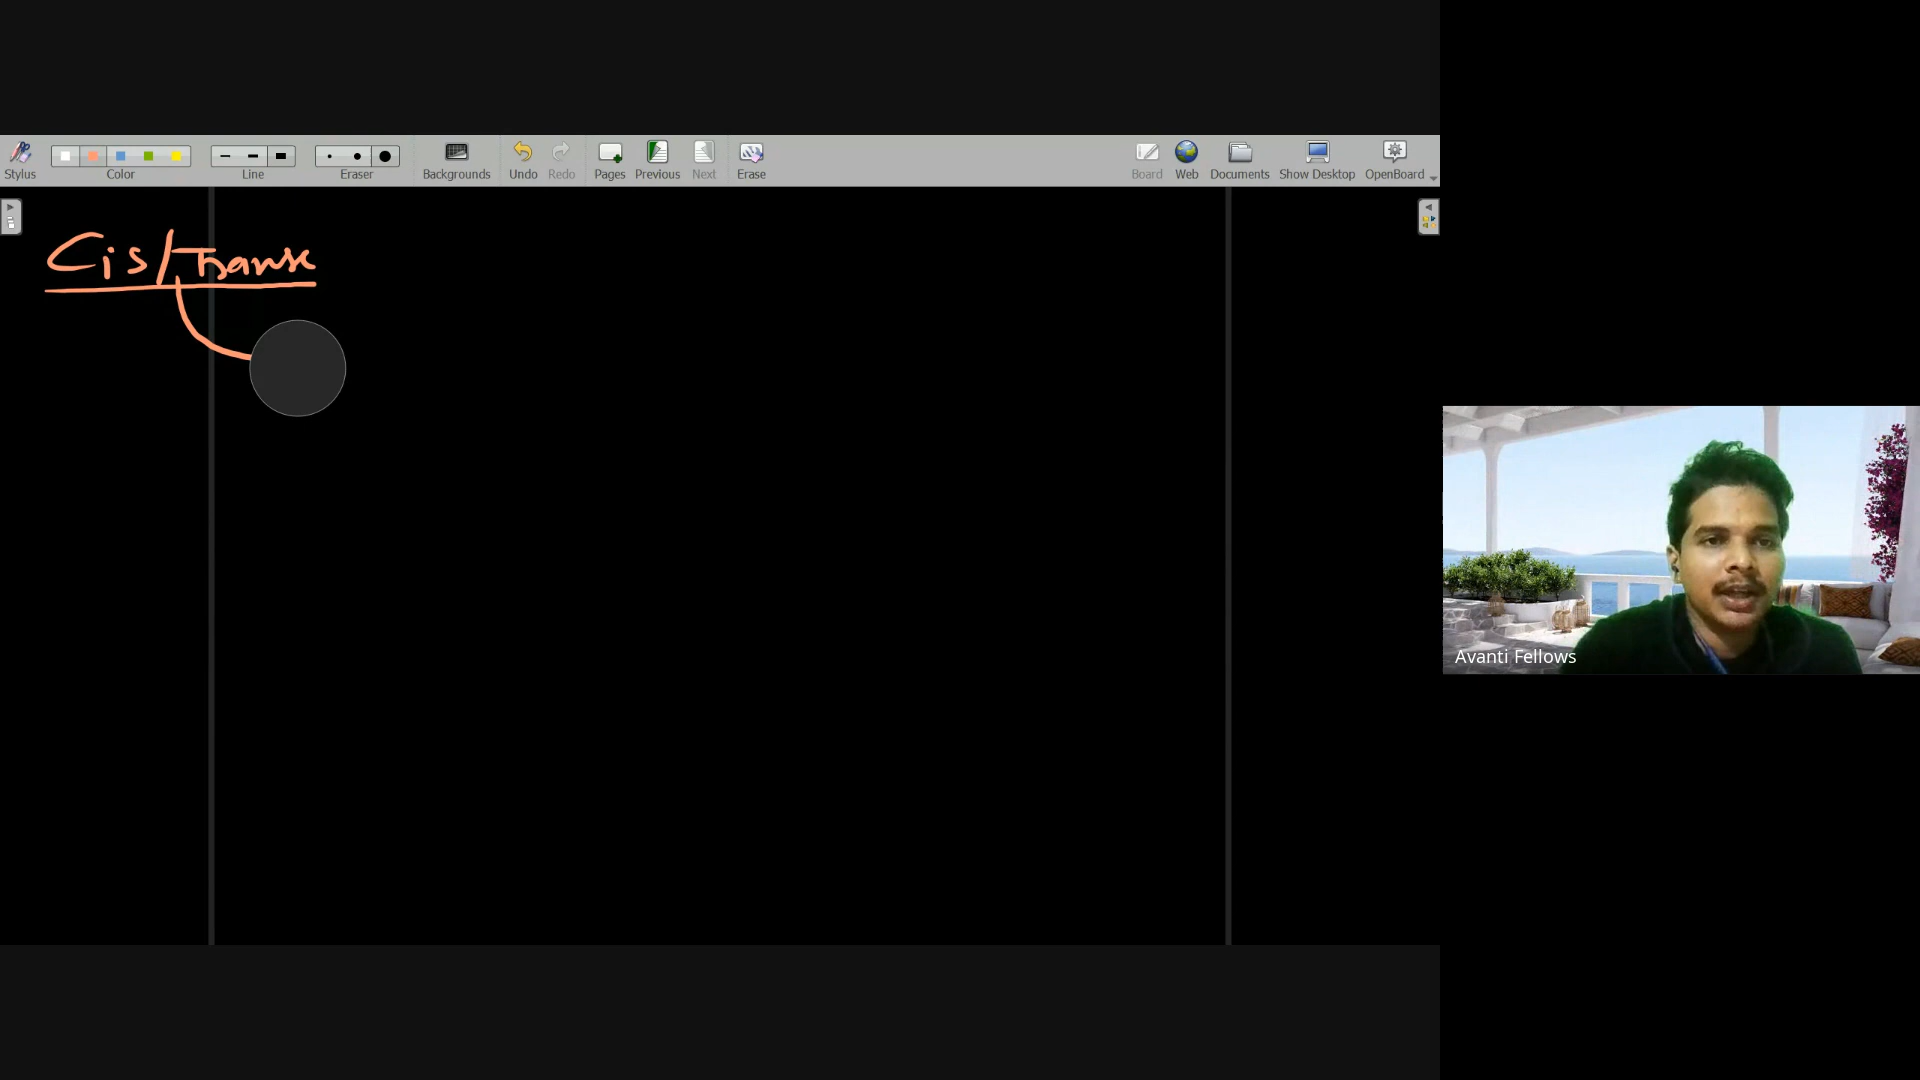 Stylus Color Line Eraser Backgrounds Undo Redo Pages Previous Next Erase Board Web Documents Show Desktop OpenBoard
Cis/Trans
Avanti Fellows